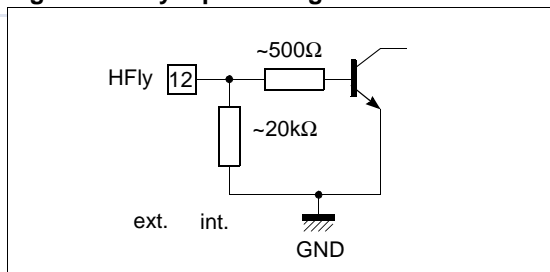 ~500Ω
HFly 12
~20kΩ
ext. int.
GND